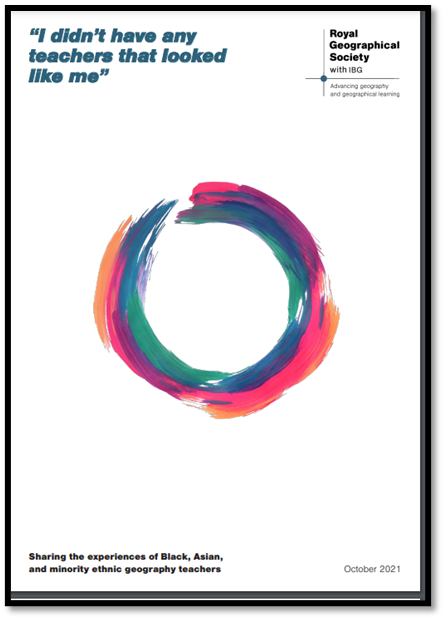 “I didn’t have any
teachers that looked
like me”
Royal
Geographical
Society
with IBG
Advancing geography
and geographical learning
Sharing the experiences of Black, Asian,
and minority ethnic geography teachers
October 2021